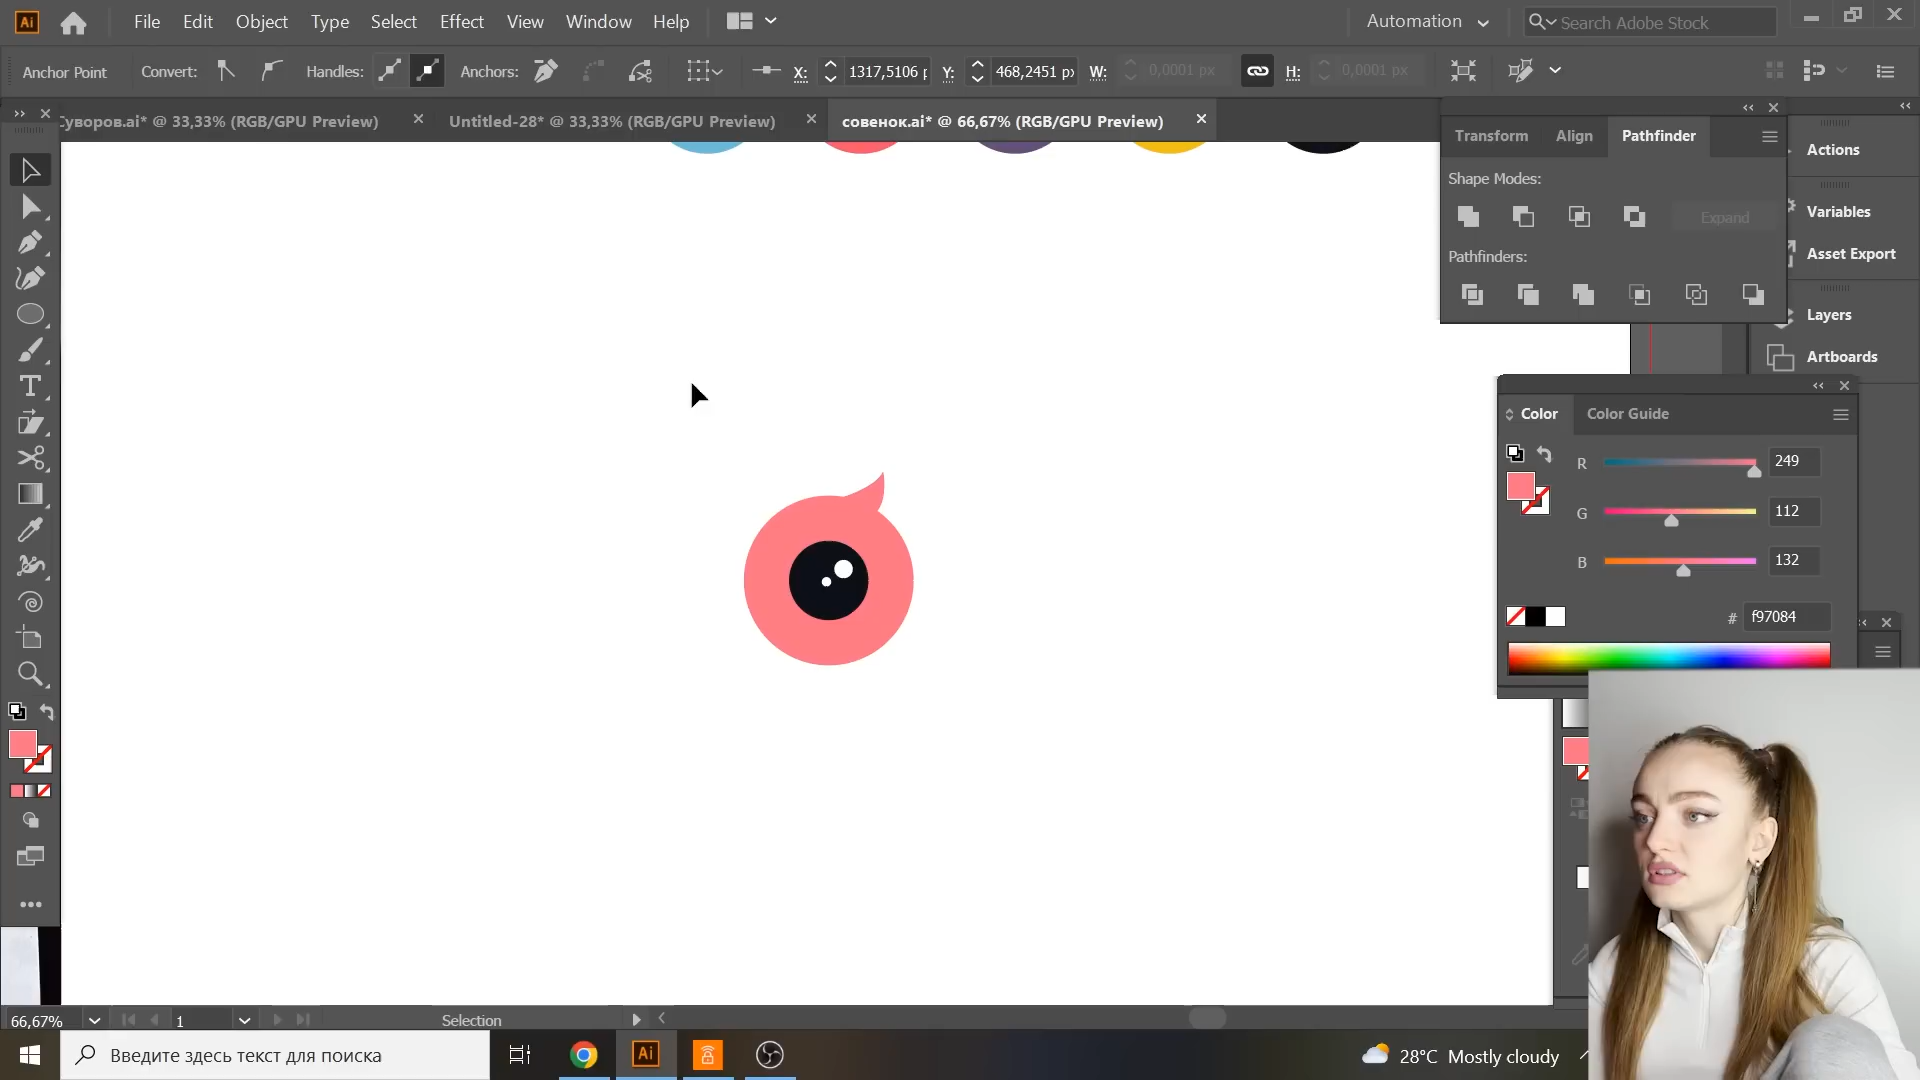 Ai File Edit Object Type Select Effect View Window Help Automation Search Adobe Stock
Anchor Point Convert: Handles: Anchors: X: 1317,5106 Y: 468,2451 px W: 0,0001 px H: 0,0001 px
Суворов.ai* @ 33,33% (RGB/GPU Preview) Untitled-28* @ 33,33% (RGB/GPU Preview) совенок.ai* @ 66,67% (RGB/GPU Preview)
Transform Align Pathfinder
Shape Modes:
Expand
Pathfinders:
Actions
Variables
Asset Export
Layers
Artboards
Color Color Guide
R 249
G 112
B 132
# f97084
66,67% 1 Selection
Введите здесь текст для поиска Ai 28°C Mostly cloudy